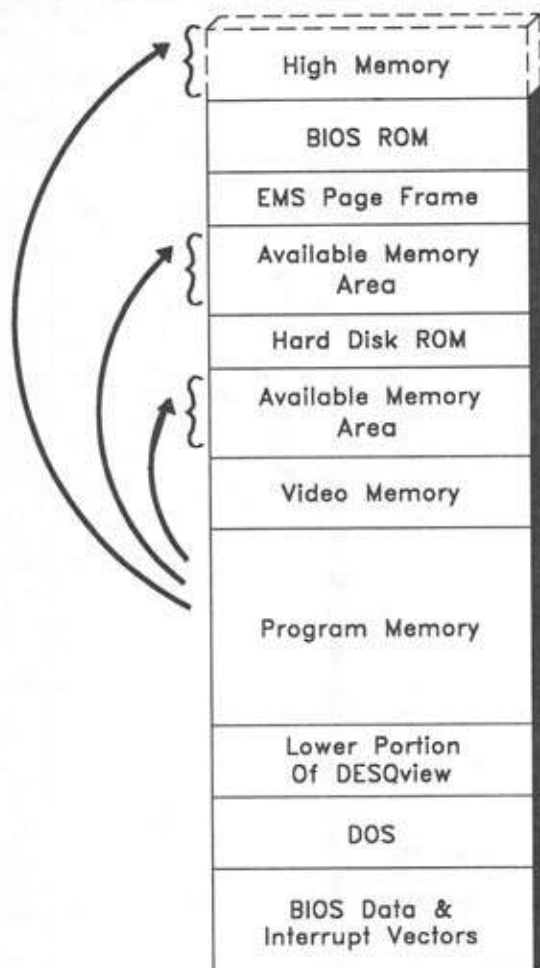 High Memory
BIOS ROM
EMS Page Frame
Available Memory
Area
Hard Disk ROM
Available Memory
Area
Video Memory
Program Memory
Lower Portion
Of DESQview
DOS
BIOS Data &
Interrupt Vectors